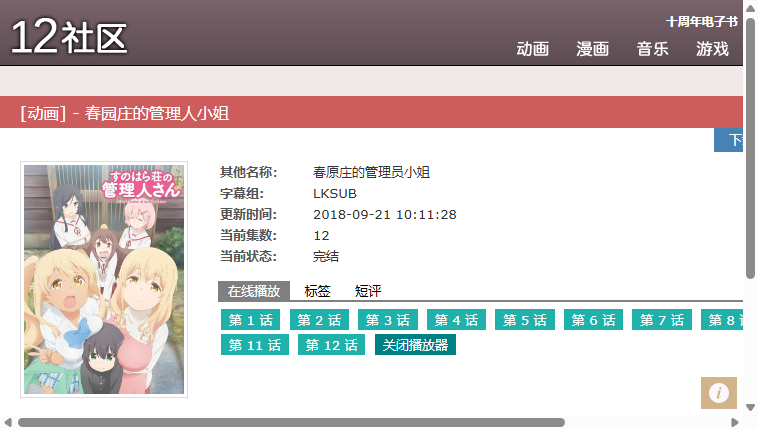 12社区
十周年电子书
动画 漫画 音乐 游戏
[动画] - 春园庄的管理人小姐
下
すのはら荘の
管理人さん
其他名称: 春原庄的管理员小姐
字幕组: LKSUB
更新时间: 2018-09-21 10:11:28
当前集数: 12
当前状态: 完结
在线播放 标签 短评
第 1 话 第 2 话 第 3 话 第 4 话 第 5 话 第 6 话 第 7 话 第 8
第 11 话 第 12 话 关闭播放器
i